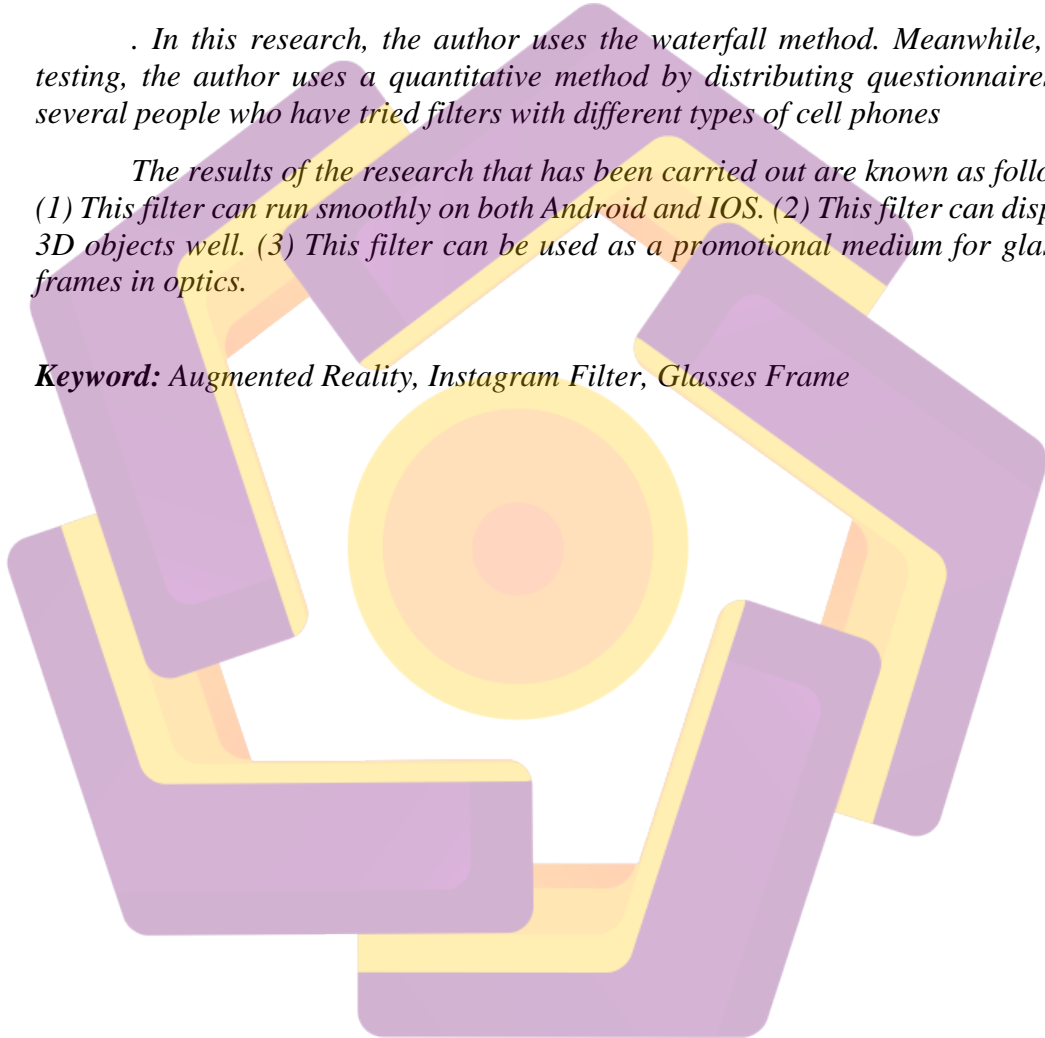 . In this research, the author uses the waterfall method. Meanwhile,
testing, the author uses a quantitative method by distributing questionnaire
several people who have tried filters with different types of cell phones
The results of the research that has been carried out are known as follo
(1) This filter can run smoothly on both Android and IOS. (2) This filter can disp
3D objects well. (3) This filter can be used as a promotional medium for glas
frames in optics.
Keyword: Augmented Reality, Instagram Filter, Glasses Frame